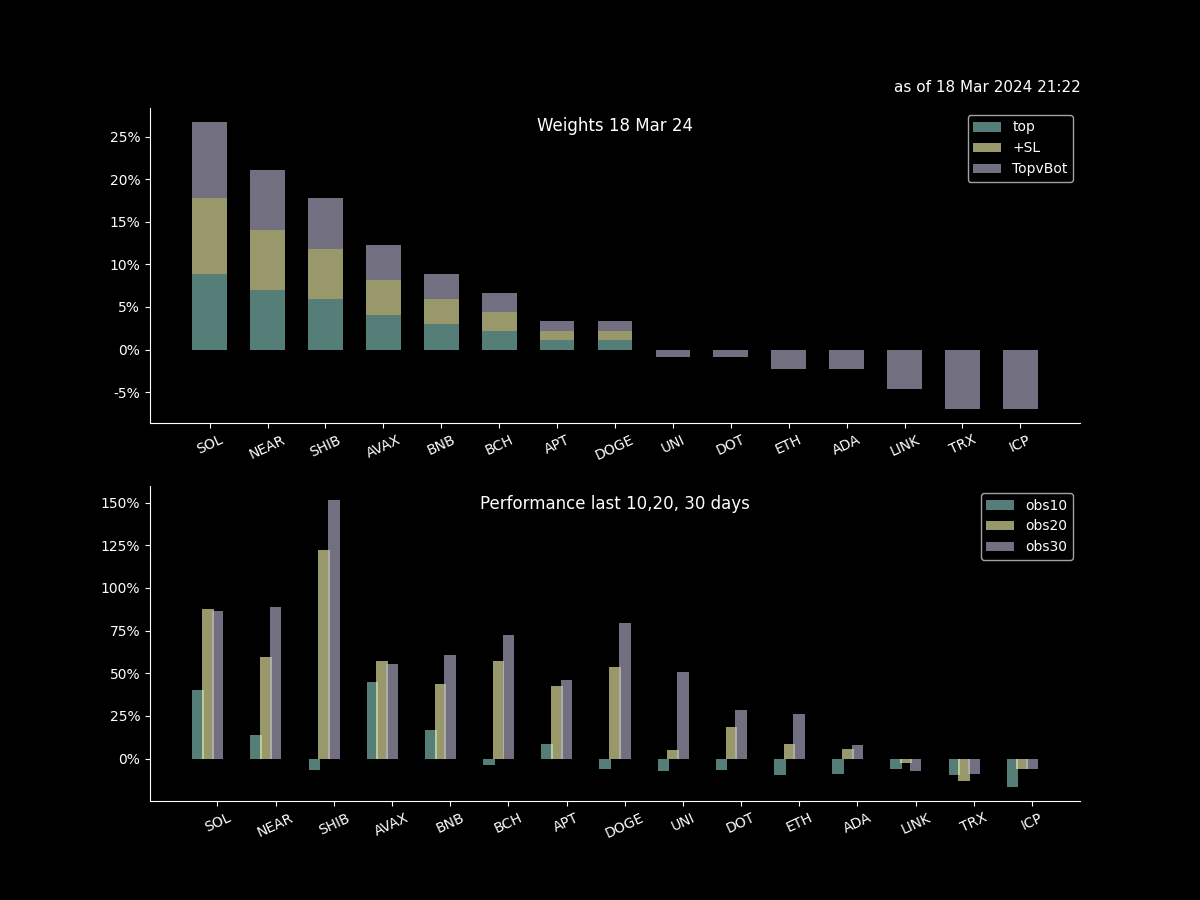 as of 18 Mar 2024 21:22
Weights 18 Mar 24
top
+SL
TopvBot
25%
20%
15%
10%
5%
0%
-5%
SOL NEAR SHIB AVAX BNB BCH APT DOGE UNI DOT ETH ADA LINK TRX ICP
Performance last 10,20, 30 days
obs10
obs20
obs30
150%
125%
100%
75%
50%
25%
0%
SOL NEAR SHIB AVAX BNB BCH APT DOGE UNI DOT ETH ADA LINK TRX ICP